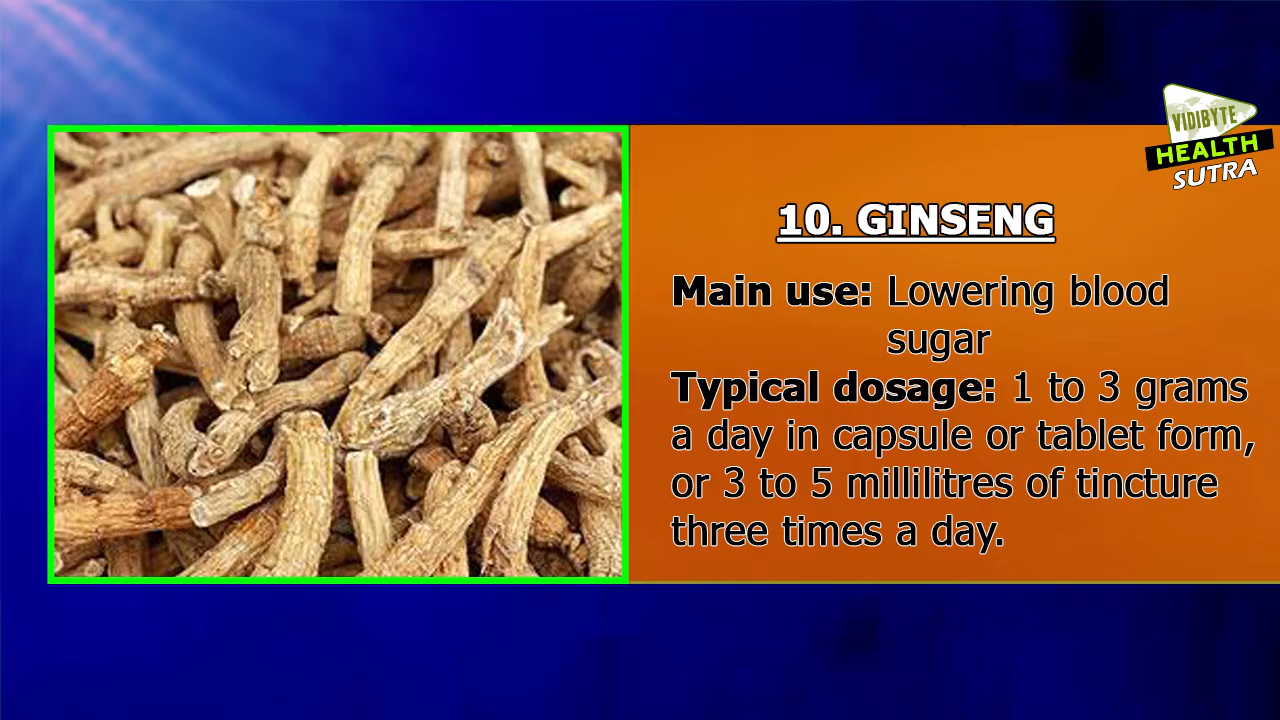 VIDIBYTE
HEALTH
SUTRA
10. GINSENG
Main use: Lowering blood
sugar
Typical dosage: 1 to 3 grams
a day in capsule or tablet form,
or 3 to 5 millilitres of tincture
three times a day.